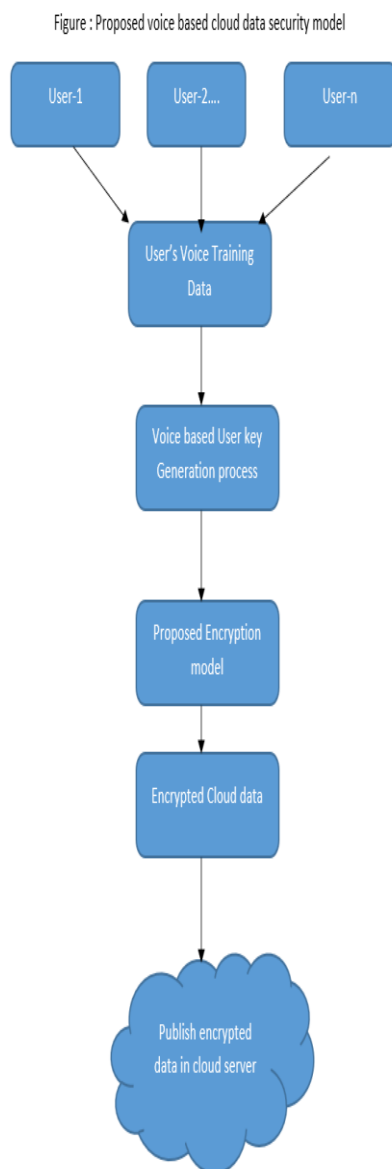 Figure : Proposed voice based cloud data security model
User-1
User-2....
User-n
User's Voice Training
Data
Voice based User key
Generation process
Proposed Encryption
model
Encrypted Cloud data
Publish encrypted
data in cloud server